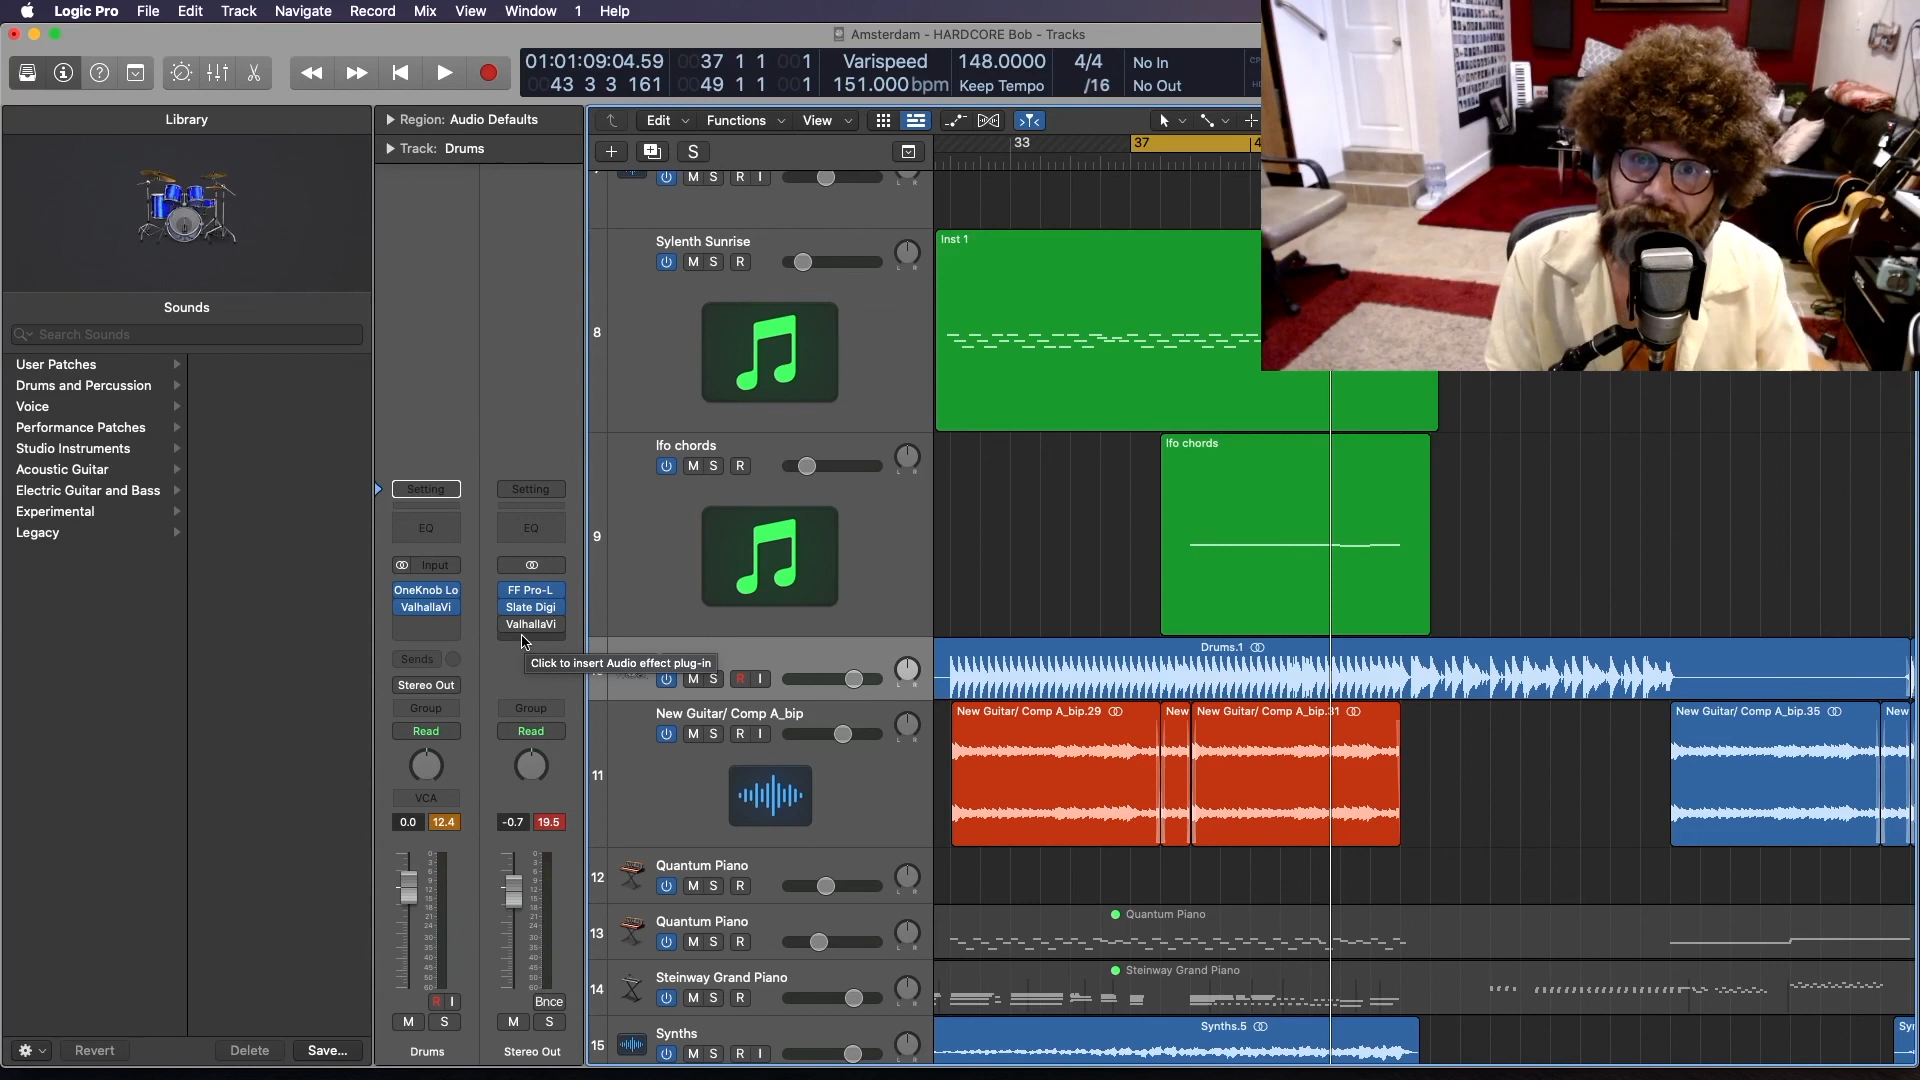 Logic Pro File Edit Track Navigate Record Mix View Window 1 Help
Amsterdam - HARDCORE Bob - Tracks
01:01:09:04.59 0037 1 1 001 Varispeed 148.0000 4/4 No In
0043 3 3 161 0049 1 1 001 151.000bpm Keep Tempo /16 No Out
Library
Region: Audio Defaults
Track: Drums
Edit Functions View
S
33 37 4
Sounds
Search Sounds
User Patches
Drums and Percussion
Voice
Performance Patches
Studio Instruments
Acoustic Guitar
Electric Guitar and Bass
Experimental
Legacy
Revert Delete Save...
Setting Setting
EQ EQ
Input
OneKnob Lo FF Pro-L
ValhallaVi Slate Digi
ValhallaVi
Click to insert Audio effect plug-in
Sends
Stereo Out
Group Group
Read Read
VCA
0.0 12.4 -0.7 19.5
R I Bnce
M S M S
Drums Stereo Out
M S R I
8
Sylenth Sunrise
M S R
L R
Inst 1
9
lfo chords
M S R
L R
lfo chords
M S R I
L R
Drums.1
11
New Guitar/ Comp A_bip
M S R I
L R
New Guitar/ Comp A_bip.29 New New Guitar/ Comp A_bip.31 New Guitar/ Comp A_bip.35 New
12
Quantum Piano
M S R
L R
13
Quantum Piano
M S R
L R
Quantum Piano
14
Steinway Grand Piano
M S R
L R
Steinway Grand Piano
15
Synths
M S R I
L R
Synths.5